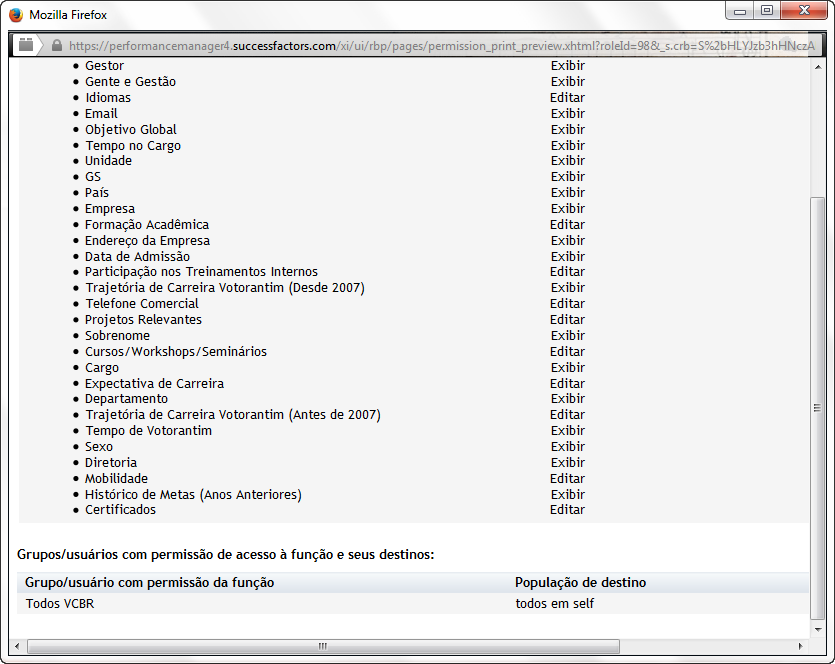 Mozilla Firefox
https://performancemanager4.successfactors.com/xi/ui/rbp/pages/permission_print_preview.xhtml?roleId=98&_s.crb=S%2bHLYJzb3hHNczA
Gestor Exibir
Gente e Gestão Exibir
Idiomas Editar
Email Exibir
Objetivo Global Exibir
Tempo no Cargo Exibir
Unidade Exibir
GS Exibir
País Exibir
Empresa Exibir
Formação Acadêmica Editar
Endereço da Empresa Exibir
Data de Admissão Exibir
Participação nos Treinamentos Internos Editar
Trajetória de Carreira Votorantim (Desde 2007) Exibir
Telefone Comercial Editar
Projetos Relevantes Editar
Sobrenome Exibir
Cursos/Workshops/Seminários Editar
Cargo Exibir
Expectativa de Carreira Editar
Departamento Exibir
Trajetória de Carreira Votorantim (Antes de 2007) Editar
Tempo de Votorantim Exibir
Sexo Exibir
Diretoria Exibir
Mobilidade Editar
Histórico de Metas (Anos Anteriores) Exibir
Certificados Editar
Grupos/usuários com permissão de acesso à função e seus destinos:
Grupo/usuário com permissão da função População de destino
Todos VCBR todos em self